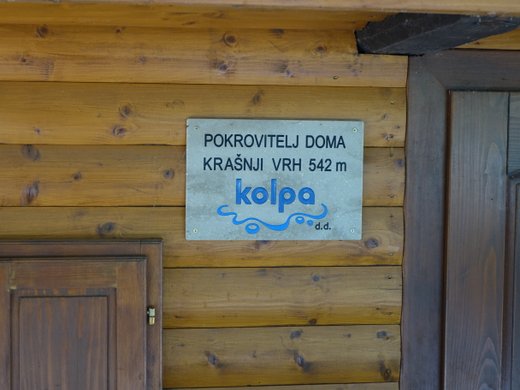 POKROVITELJ DOMA
KRAŠNJI VRH 542 m
kolpa
d.d.